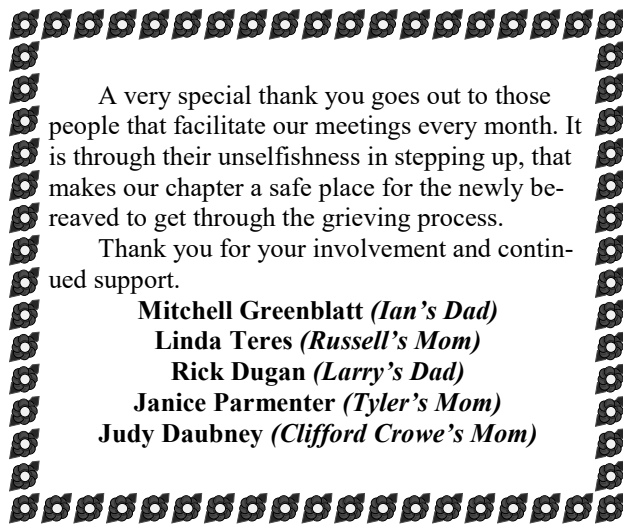 A very special thank you goes out to those
people that facilitate our meetings every month. It
is through their unselfishness in stepping up, that
makes our chapter a safe place for the newly be-
reaved to get through the grieving process.
Thank you for your involvement and contin-
ued support.
Mitchell Greenblatt (Ian’s Dad)
Linda Teres (Russell’s Mom)
Rick Dugan (Larry’s Dad)
Janice Parmenter (Tyler’s Mom)
Judy Daubney (Clifford Crowe’s Mom)